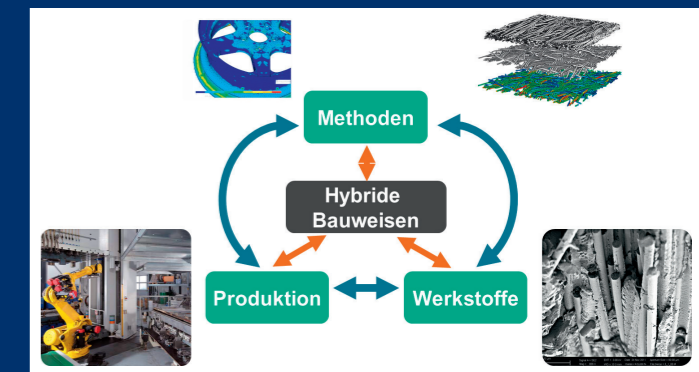 Methoden
Hybride
Bauweisen
Produktion
Werkstoffe